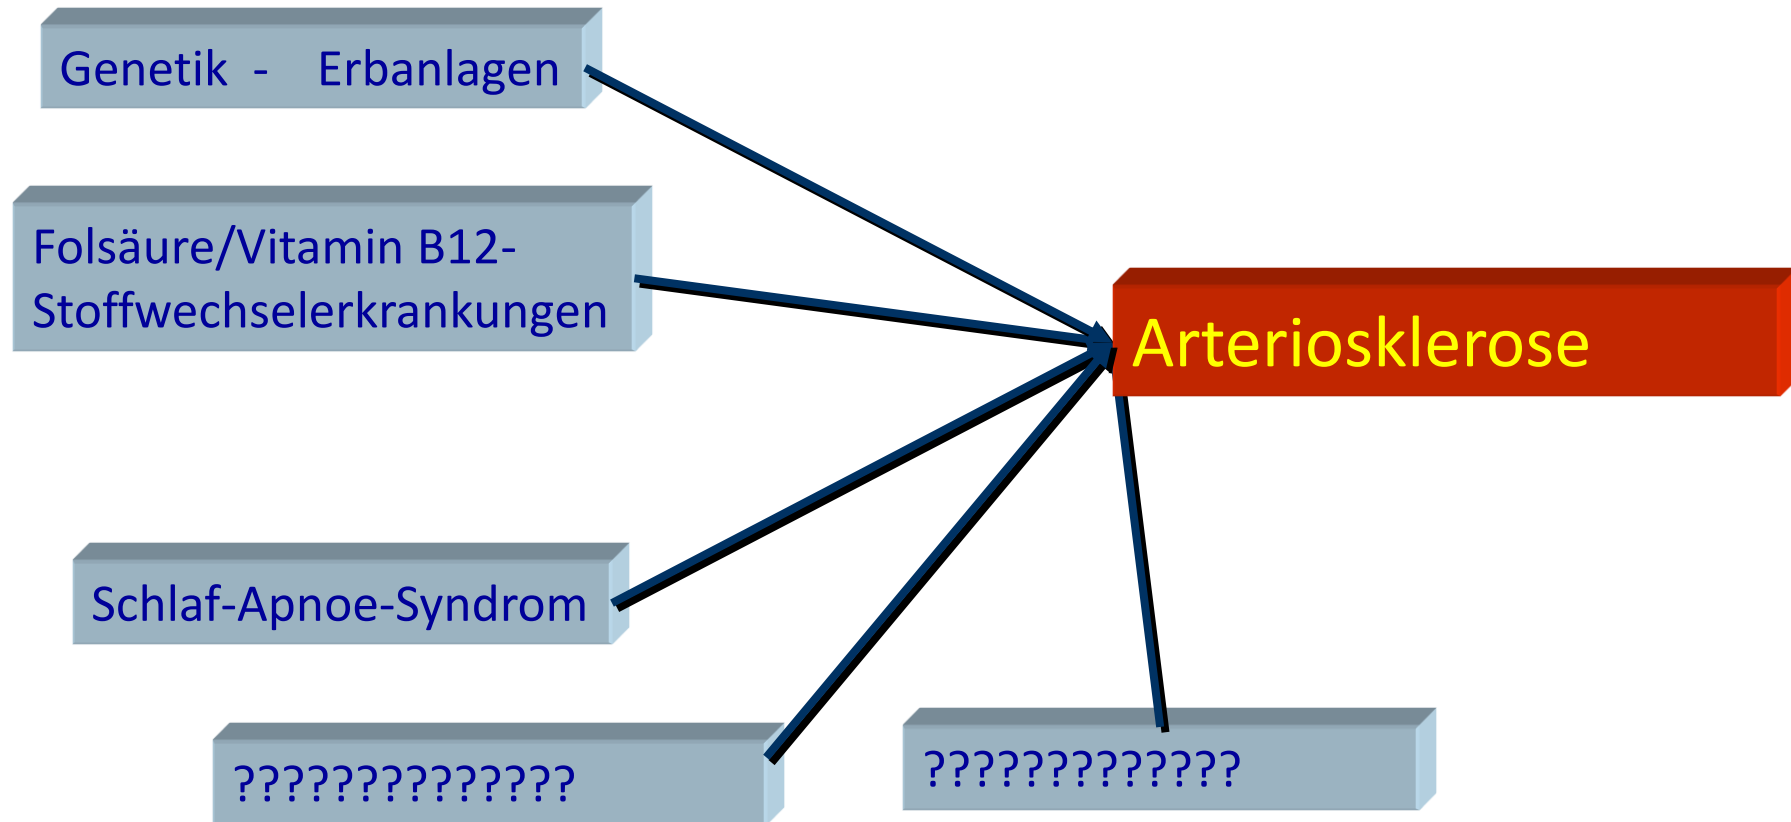 Genetik - Erbanlagen
Folsäure/Vitamin B12-
Stoffwechselerkrankungen
Arteriosklerose
Schlaf-Apnoe-Syndrom
??????????????
?????????????